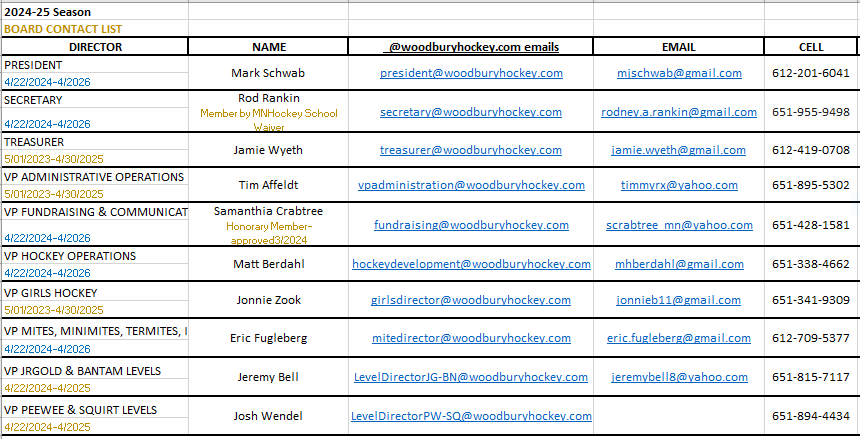 2024-25 Season
BOARD CONTACT LIST
DIRECTOR NAME @woodburyhockey.com emails EMAIL CELL
PRESIDENT
4/22/2024-4/2026
Mark Schwab president@woodburyhockey.com mischwab@gmail.com 612-201-6041
SECRETARY
4/22/2024-4/2026
Rod Rankin
Member by MNHockey School
Waiver
secretary@woodburyhockey.com rodney.a.rankin@gmail.com 651-955-9498
TREASURER
5/01/2023-4/30/2025
Jamie Wyeth treasurer@woodburyhockey.com jamie.wyeth@gmail.com 612-419-0708
VP ADMINISTRATIVE OPERATIONS
5/01/2023-4/30/2025
Tim Affeldt vpadministration@woodburyhockey.com timmyrx@yahoo.com 651-895-5302
VP FUNDRAISING & COMMUNICAT
4/22/2024-4/2026
Samanthia Crabtree
Honorary Member-
approved3/2024
fundraising@woodburyhockey.com scrabtree_mn@yahoo.com 651-428-1581
VP HOCKEY OPERATIONS
4/22/2024-4/2026
Matt Berdahl hockeydevelopment@woodburyhockey.com mhberdahl@gmail.com 651-338-4662
VP GIRLS HOCKEY
5/01/2023-4/30/2025
Jonnie Zook girlsdirector@woodburyhockey.com jonnieb11@gmail.com 651-341-9309
VP MITES, MINIMITES, TERMITES, I
4/22/2024-4/2026
Eric Fugleberg mitedirector@woodburyhockey.com eric.fugleberg@gmail.com 612-709-5377
VP JRGOLD & BANTAM LEVELS
4/22/2024-4/2025
Jeremy Bell LevelDirectorJG-BN@woodburyhockey.com jeremybell8@yahoo.com 651-815-7117
VP PEEWEE & SQUIRT LEVELS
4/22/2024-4/2025
Josh Wendel LevelDirectorPW-SQ@woodburyhockey.com 651-894-4434